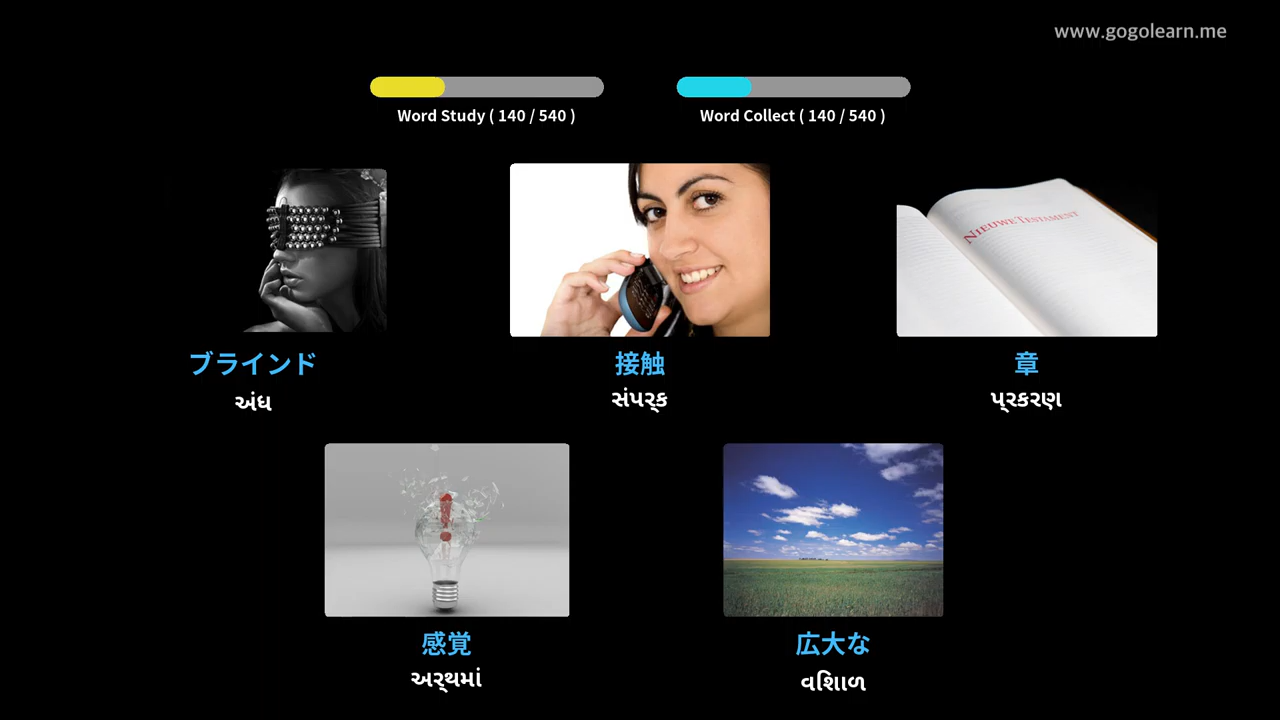 www.gogolearn.me
Word Study ( 140 / 540 )
Word Collect ( 140 / 540 )
NIEUWE TESTAMENT
ブラインド
接触
章
અંધ
સંપર્ક
પ્રકરણ
感覚
広大な
અર્થમાં
વિશાળ